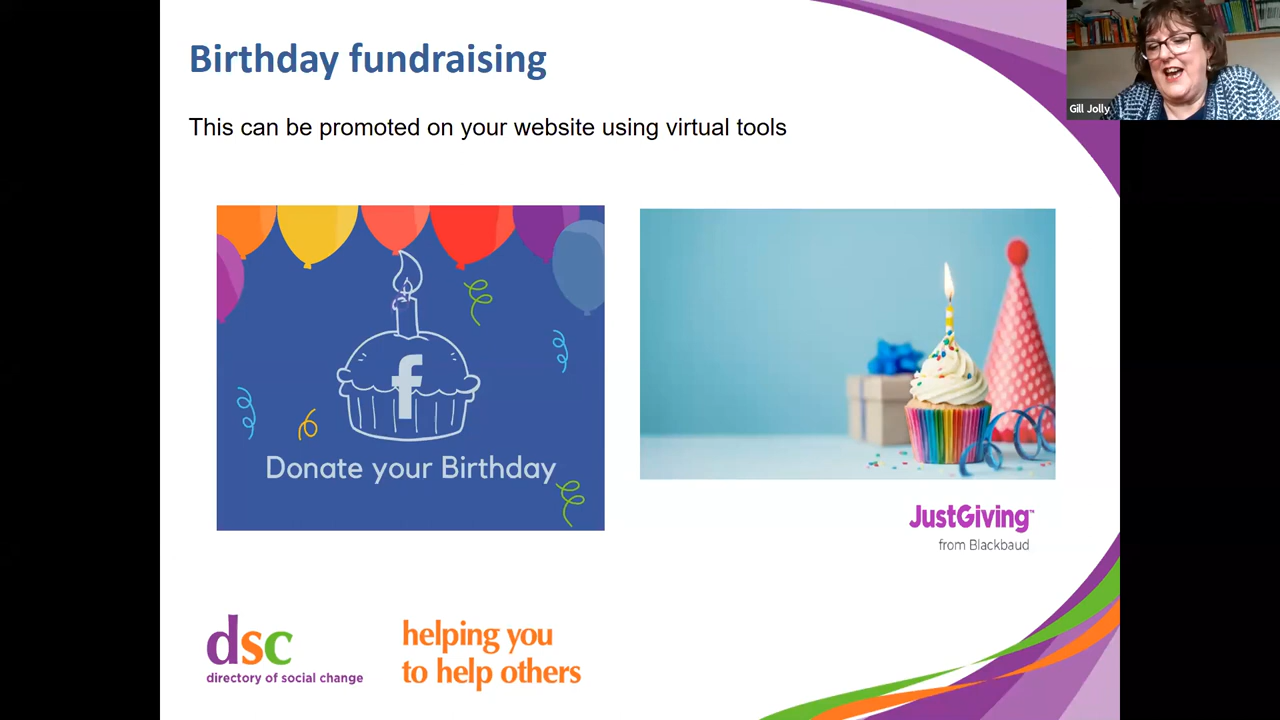 Birthday fundraising
Gill Jolly
This can be promoted on your website using virtual tools
f
Donate your Birthday
JustGiving™
from Blackbaud
dsc
directory of social change
helping you
to help others